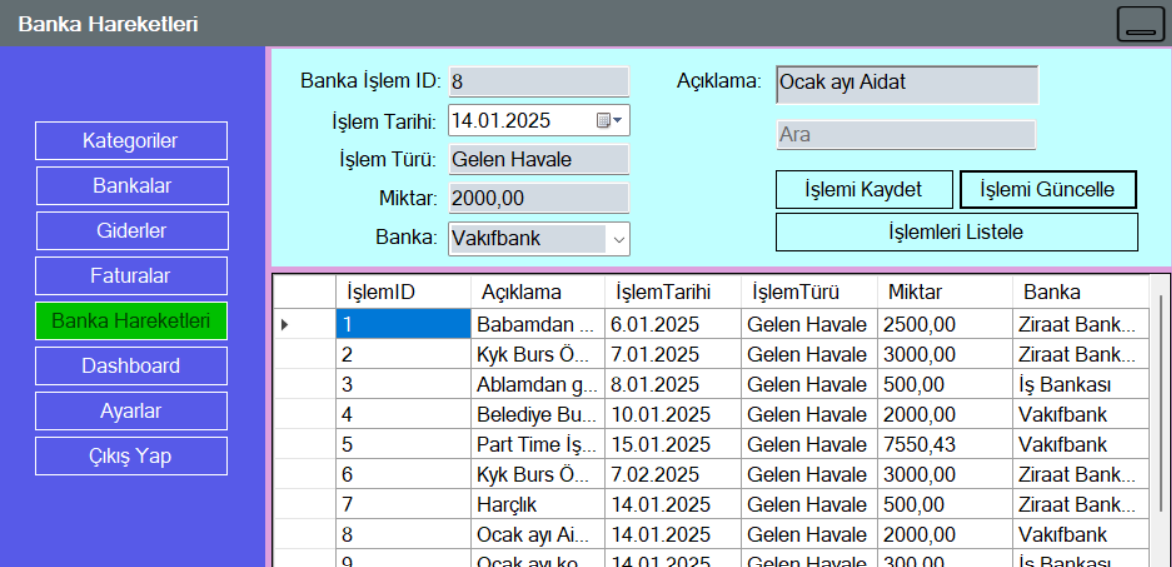 Banka Hareketleri
Kategoriler
Bankalar
Giderler
Faturalar
Banka Hareketleri
Dashboard
Ayarlar
Çıkış Yap
Banka İşlem ID: 8
İşlem Tarihi: 14.01.2025
İşlem Türü: Gelen Havale
Miktar: 2000,00
Banka: Vakıfbank
Açıklama: Ocak ayı Aidat
Ara
İşlemi Kaydet İşlemi Güncelle
İşlemleri Listele
İşlemID Açıklama İşlemTarihi İşlemTürü Miktar Banka
1 Babamdan ... 6.01.2025 Gelen Havale 2500,00 Ziraat Bank...
2 Kyk Burs Ö... 7.01.2025 Gelen Havale 3000,00 Ziraat Bank...
3 Ablamdan g... 8.01.2025 Gelen Havale 500,00 İş Bankası
4 Belediye Bu... 10.01.2025 Gelen Havale 2000,00 Vakıfbank
5 Part Time İş... 15.01.2025 Gelen Havale 7550,43 Vakıfbank
6 Kyk Burs Ö... 7.02.2025 Gelen Havale 3000,00 Ziraat Bank...
7 Harçlık 14.01.2025 Gelen Havale 500,00 Ziraat Bank...
8 Ocak ayı Ai... 14.01.2025 Gelen Havale 2000,00 Vakıfbank
9 Ocak ayı ko... 14.01.2025 Gelen Havale 300,00 İş Bankası